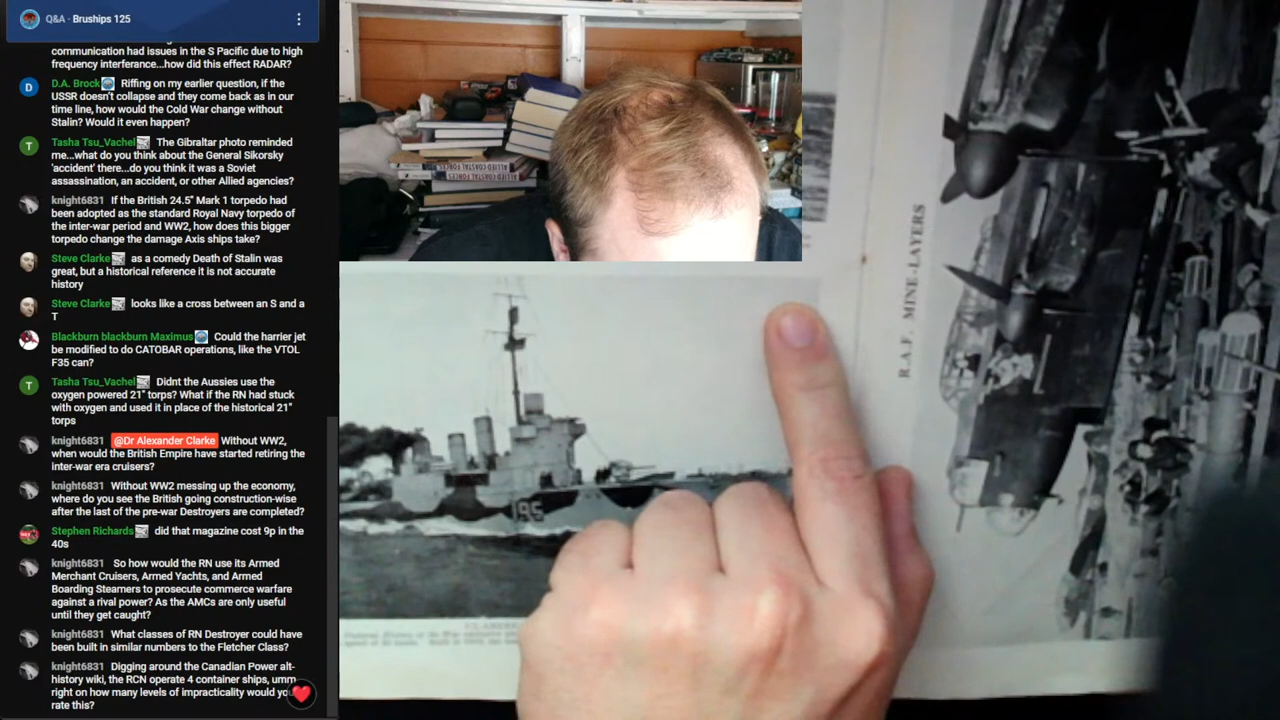 Q&A · Bruships 125
communication had issues in the S Pacific due to high
frequency interferance...how did this effect RADAR?
D D.A. Brock Riffing on my earlier question, if the
USSR doesn't collapse and they come back as in our
time line, how would the Cold War change without
Stalin? Would it even happen?
T Tasha Tsu_Vachel The Gibraltar photo reminded
me...what do you think about the General Sikorsky
'accident' there...do you think it was a Soviet
assassination, an accident, or other Allied agencies?
knight6831 If the British 24.5" Mark 1 torpedo had
been adopted as the standard Royal Navy torpedo of
the inter-war period and WW2, how does this bigger
torpedo change the damage Axis ships take?
Steve Clarke as a comedy Death of Stalin was
great, but a historical reference it is not accurate
history
Steve Clarke looks like a cross between an S and a
T
Blackburn blackburn Maximus Could the harrier jet
be modified to do CATOBAR operations, like the VTOL
F35 can?
T Tasha Tsu_Vachel Didnt the Aussies use the
oxygen powered 21" torps? What if the RN had stuck
with oxygen and used it in place of the historical 21"
torps
knight6831 @Dr Alexander Clarke Without WW2,
when would the British Empire have started retiring the
inter-war era cruisers?
knight6831 Without WW2 messing up the economy,
where do you see the British going construction-wise
after the last of the pre-war Destroyers are completed?
Stephen Richards did that magazine cost 9p in the
40s
knight6831 So how would the RN use its Armed
Merchant Cruisers, Armed Yachts, and Armed
Boarding Steamers to prosecute commerce warfare
against a rival power? As the AMCs are only useful
until they get caught?
knight6831 What classes of RN Destroyer could have
been built in similar numbers to the Fletcher Class?
knight6831 Digging around the Canadian Power alt-
history wiki, the RCN operate 4 container ships, umm
right on how many levels of impracticality would you
rate this?
ALLIED COASTAL FORCES
R.A.F. MINE-LAYERS
195